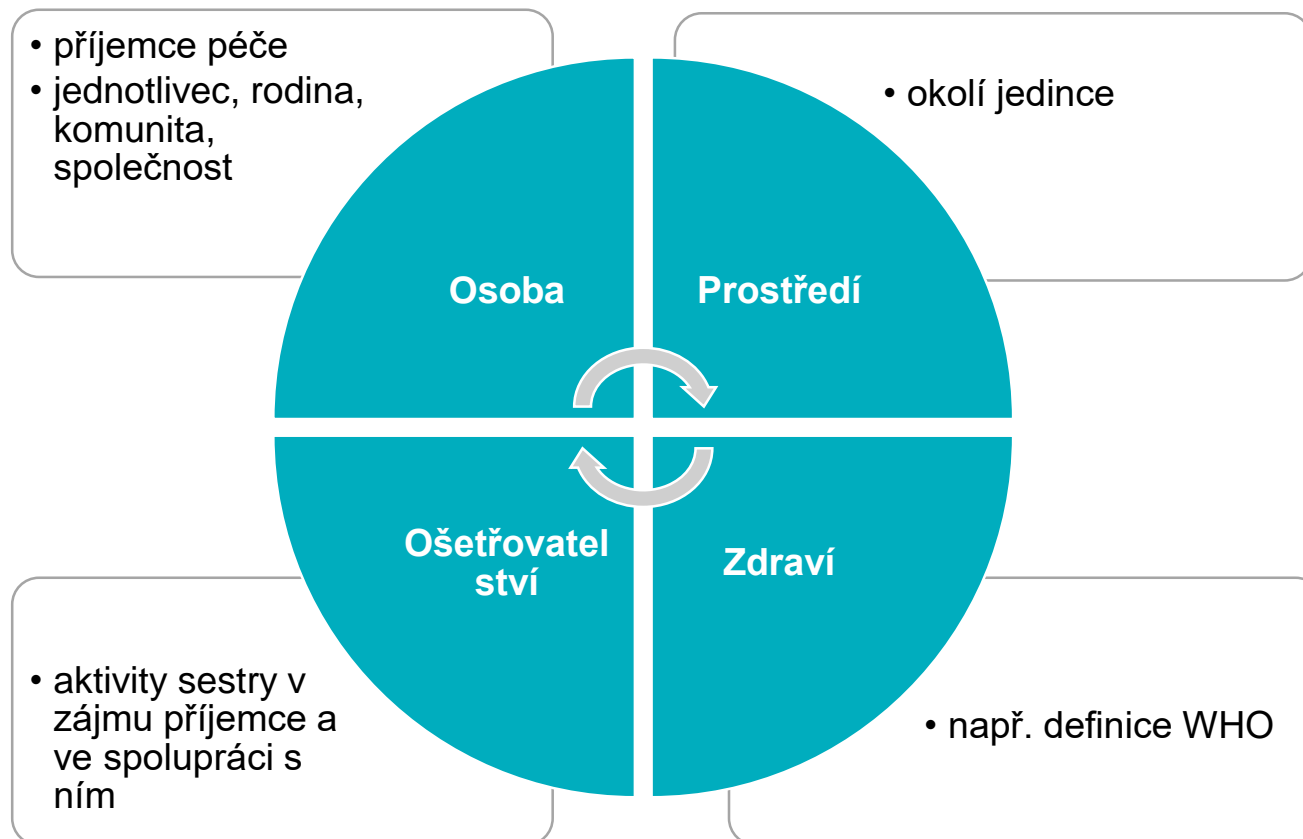 • příjemce péče
• jednotlivec, rodina,
komunita,
společnost
• okolí jedince
Osoba
Prostředí
Ošetřovatel
ství
Zdraví
• aktivity sestry v
zájmu příjemce a
ve spolupráci s
ním
• např. definice WHO